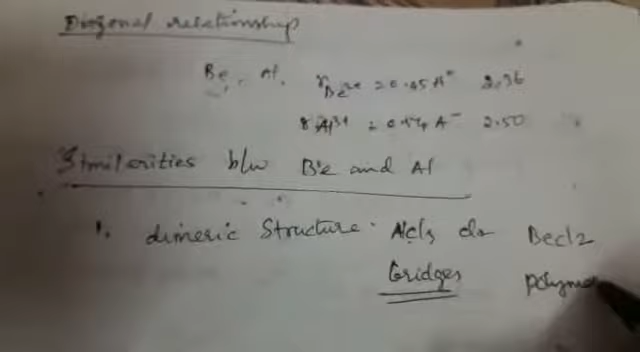 Diagonal relationship
Be, Al, rBe2+ = 0.45 A° 2.36
r Al3+ = 0.54 A° 2.50
Similarities b/w Be and Al
1. dimeric Structure. Alcl3 Becl2
bridges polyme